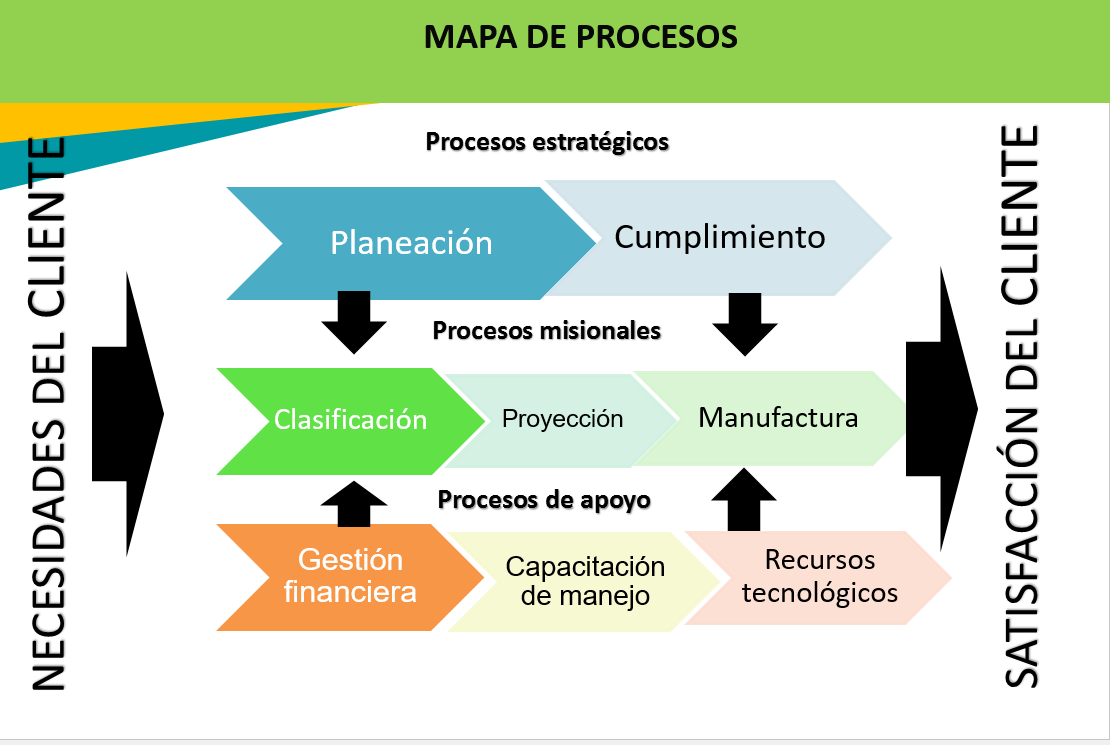 MAPA DE PROCESOS
NECESIDADES DEL CLIENTE
Procesos estratégicos
Planeación
Cumplimiento
Procesos misionales
Clasificación
Proyección
Manufactura
Procesos de apoyo
Gestión
financiera
Capacitación
de manejo
Recursos
tecnológicos
SATISFACCIÓN DEL CLIENTE